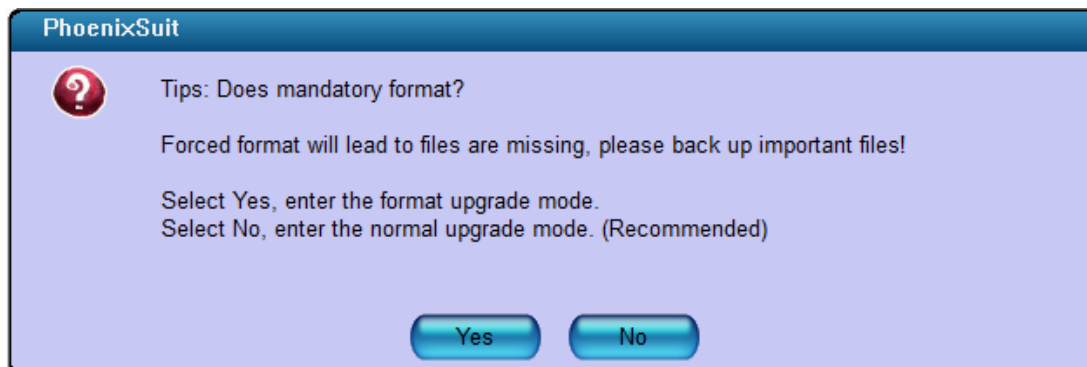 PhoenixSuit
Tips: Does mandatory format?
Forced format will lead to files are missing, please back up important files!
Select Yes, enter the format upgrade mode.
Select No, enter the normal upgrade mode. (Recommended)
Yes
No